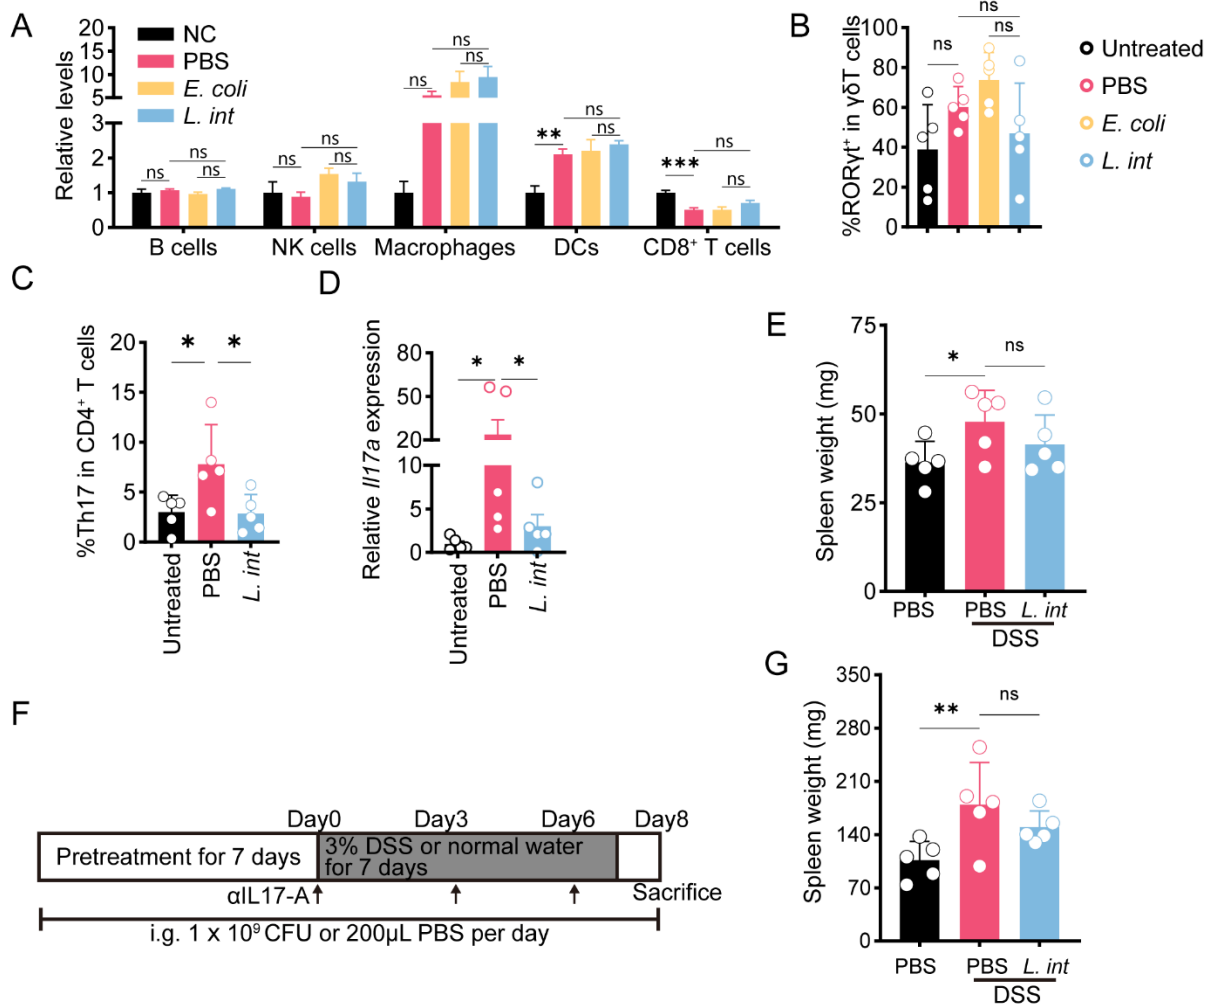 A
Relative levels
20
15
10
5
3
2
1
0
NC
PBS
E. coli
L. int
ns
ns
ns
ns
ns
ns
ns
ns
ns
**
ns
ns
***
ns
ns
B cells
NK cells
Macrophages
DCs
CD8⁺ T cells
B
%RORγt⁺ in γδT cells
100
80
60
40
20
0
ns
ns
ns
Untreated
PBS
E. coli
L. int
C
%Th17 in CD4⁺ T cells
20
15
10
5
0
*
*
Untreated
PBS
L. int
D
Relative Il17a expression
80
50
20
10
5
0
*
*
Untreated
PBS
L. int
E
Spleen weight (mg)
75
50
25
0
*
ns
PBS
PBS
L. int
DSS
F
Day0
Day3
Day6
Day8
Pretreatment for 7 days
3% DSS or normal water
for 7 days
αIL17-A
Sacrifice
i.g. 1 x 10⁹ CFU or 200μL PBS per day
G
Spleen weight (mg)
350
280
210
140
70
0
**
ns
PBS
PBS
L. int
DSS